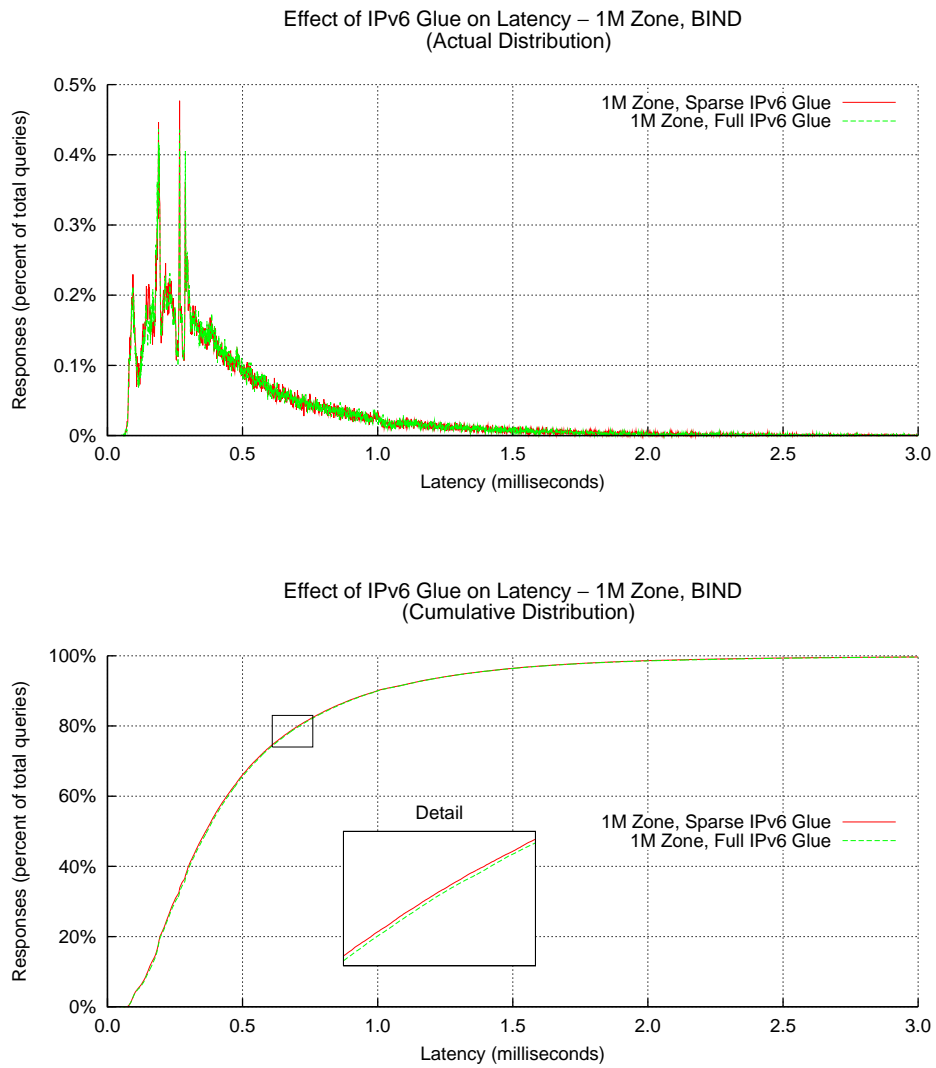 Effect of IPv6 Glue on Latency – 1M Zone, BIND
(Actual Distribution)
Responses (percent of total queries)
0.5%
0.4%
0.3%
0.2%
0.1%
0%
1M Zone, Sparse IPv6 Glue
1M Zone, Full IPv6 Glue
0.0 0.5 1.0 1.5 2.0 2.5 3.0
Latency (milliseconds)
Effect of IPv6 Glue on Latency – 1M Zone, BIND
(Cumulative Distribution)
Responses (percent of total queries)
100%
80%
60%
40%
20%
0%
Detail
1M Zone, Sparse IPv6 Glue
1M Zone, Full IPv6 Glue
0.0 0.5 1.0 1.5 2.0 2.5 3.0
Latency (milliseconds)